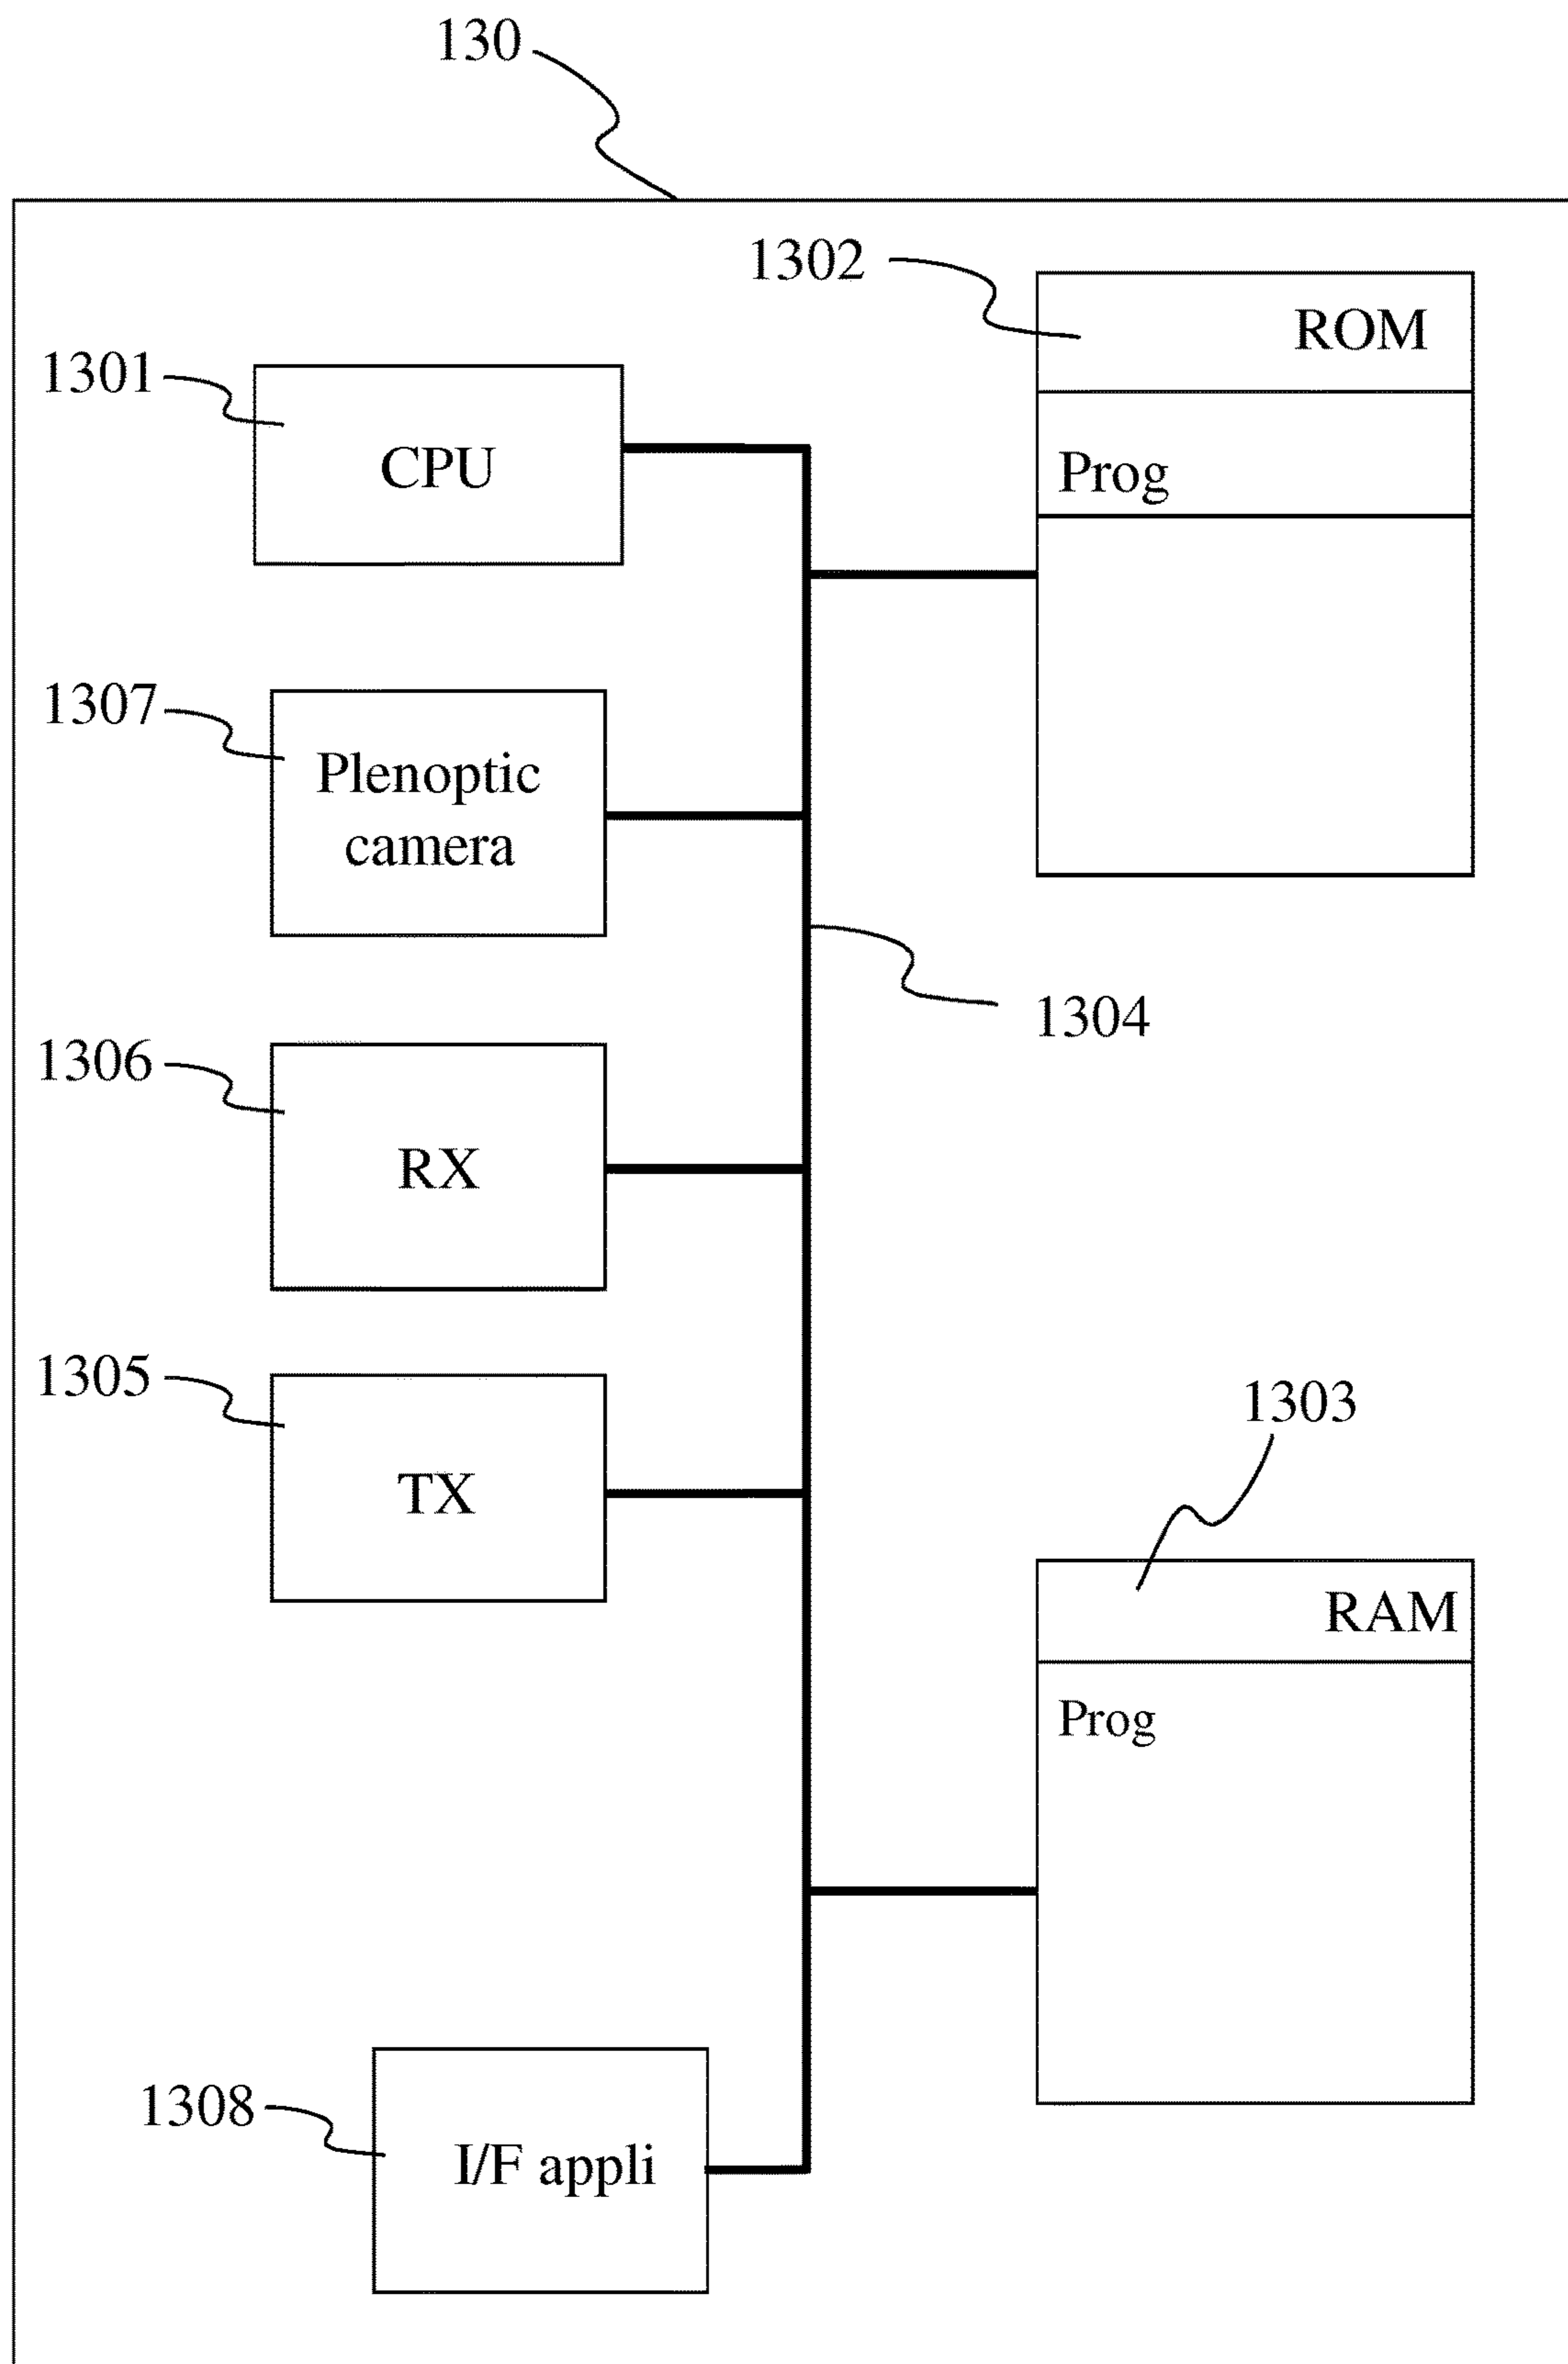 130
1302
ROM
1301
CPU
Prog
1307
Plenoptic
camera
1304
1306
RX
1305
TX
1303
RAM
Prog
1308
I/F appli